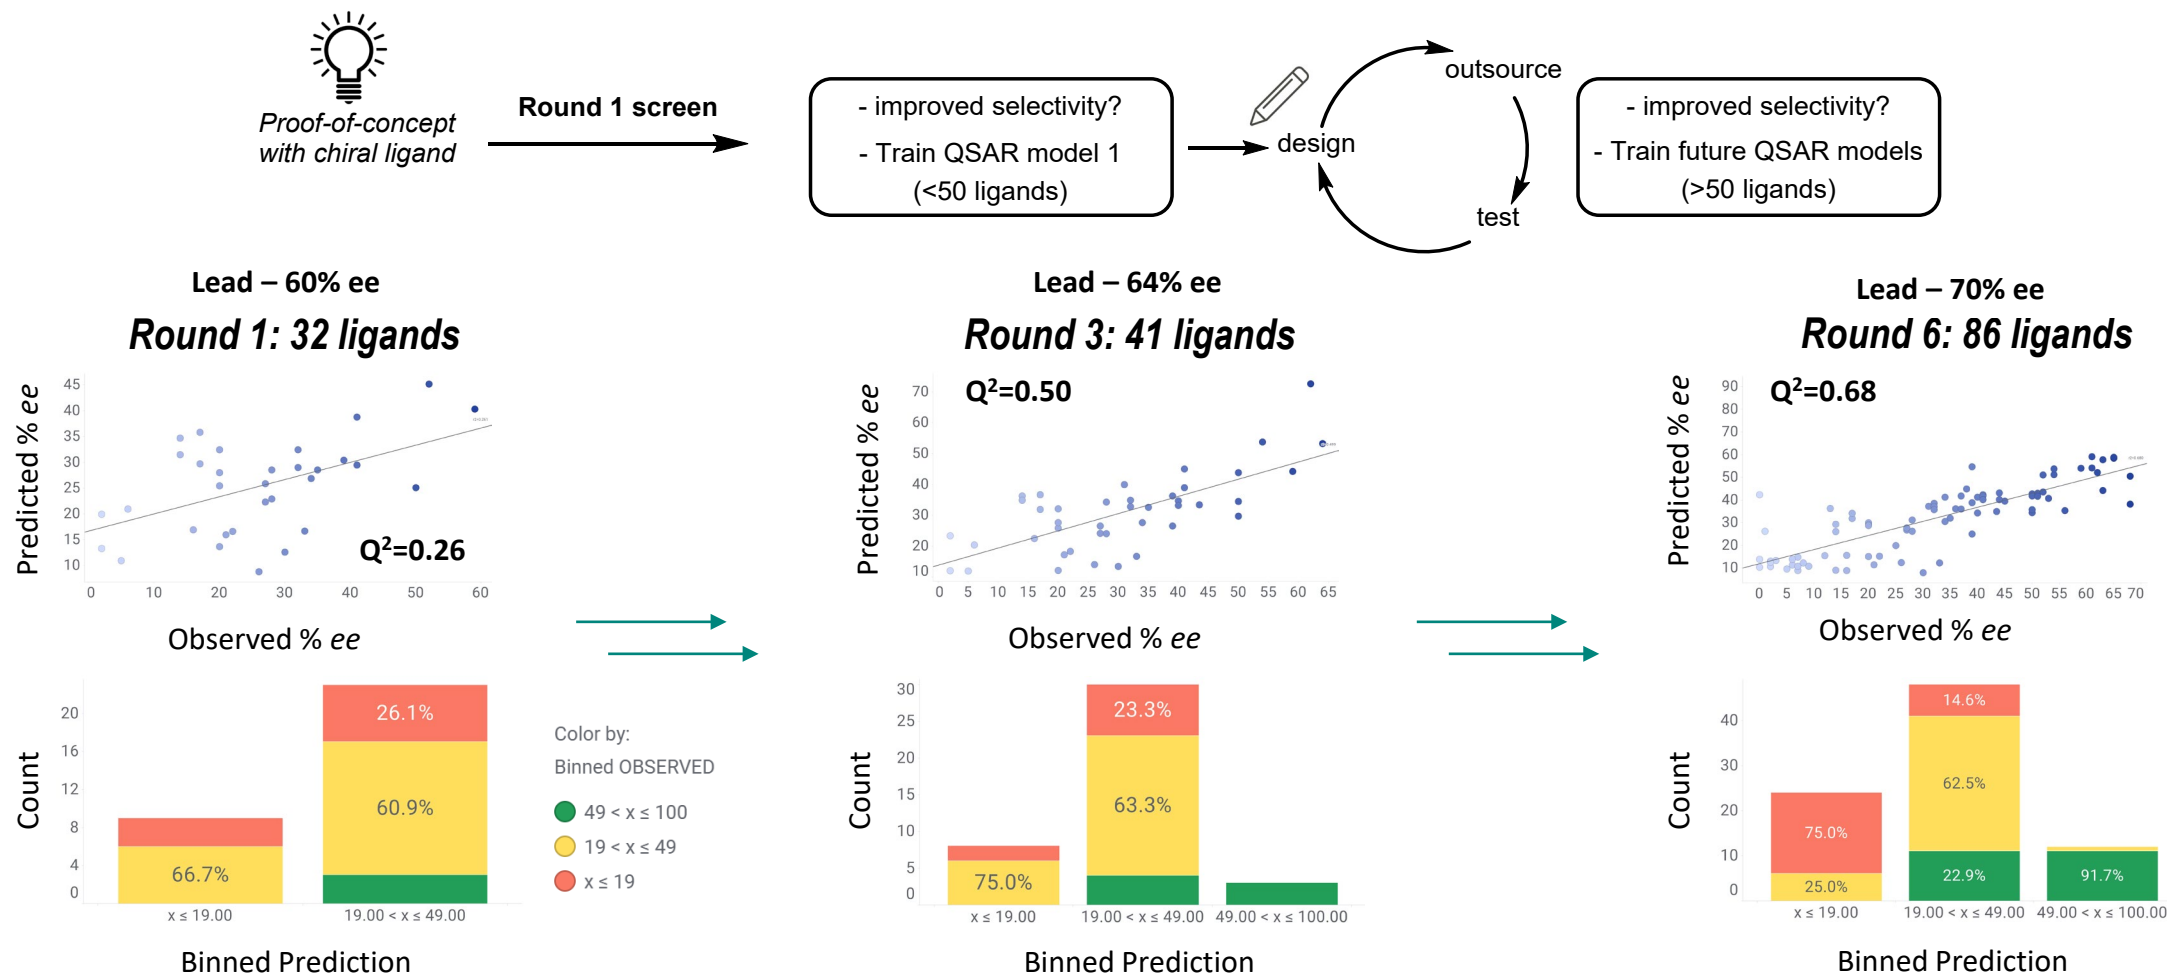 Proof-of-concept
with chiral ligand
Round 1 screen
- improved selectivity?
- Train QSAR model 1
(<50 ligands)
design
outsource
test
- improved selectivity?
- Train future QSAR models
(>50 ligands)
Lead – 60% ee
Round 1: 32 ligands
Predicted % ee
45
40
35
30
25
20
15
10
Q²=0.26
0 10 20 30 40 50 60
Observed % ee
Lead – 64% ee
Round 3: 41 ligands
Predicted % ee
Q²=0.50
70
60
50
40
30
20
10
0 5 10 15 20 25 30 35 40 45 50 55 60 65
Observed % ee
Lead – 70% ee
Round 6: 86 ligands
Predicted % ee
Q²=0.68
90
80
70
60
50
40
30
20
10
0 5 10 15 20 25 30 35 40 45 50 55 60 65 70
Observed % ee
Count
20
16
12
8
4
0
66.7%
26.1%
60.9%
x ≤ 19.00 19.00 < x ≤ 49.00
Binned Prediction
Color by:
Binned OBSERVED
49 < x ≤ 100
19 < x ≤ 49
x ≤ 19
Count
30
25
20
15
10
5
0
75.0%
23.3%
63.3%
x ≤ 19.00 19.00 < x ≤ 49.00 49.00 < x ≤ 100.00
Binned Prediction
Count
40
30
20
10
0
75.0%
25.0%
14.6%
62.5%
22.9%
91.7%
x ≤ 19.00 19.00 < x ≤ 49.00 49.00 < x ≤ 100.00
Binned Prediction